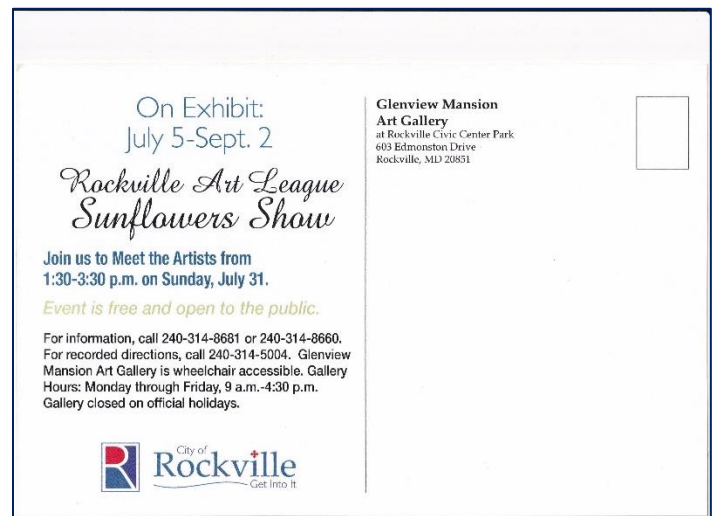 On Exhibit:
July 5-Sept. 2
Rockville Art League
Sunflowers Show
Join us to Meet the Artists from
1:30-3:30 p.m. on Sunday, July 31.
Event is free and open to the public.
For information, call 240-314-8681 or 240-314-8660.
For recorded directions, call 240-314-5004. Glenview
Mansion Art Gallery is wheelchair accessible. Gallery
Hours: Monday through Friday, 9 a.m.-4:30 p.m.
Gallery closed on official holidays.
R
City of
Rockville
Get Into It
Glenview Mansion
Art Gallery
at Rockville Civic Center Park
603 Edmonston Drive
Rockville, MD 20851